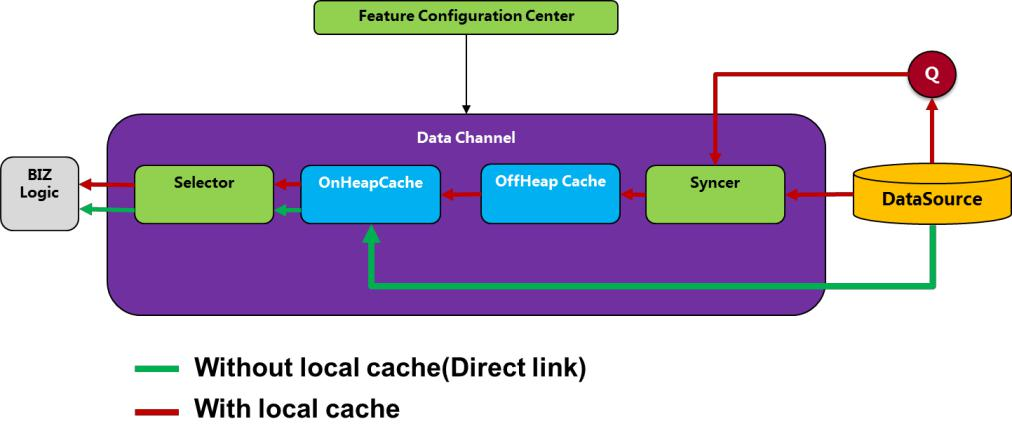 Feature Configuration Center
Q
Data Channel
BIZ
Logic
Selector
OnHeapCache
OffHeap Cache
Syncer
DataSource
Without local cache(Direct link)
With local cache